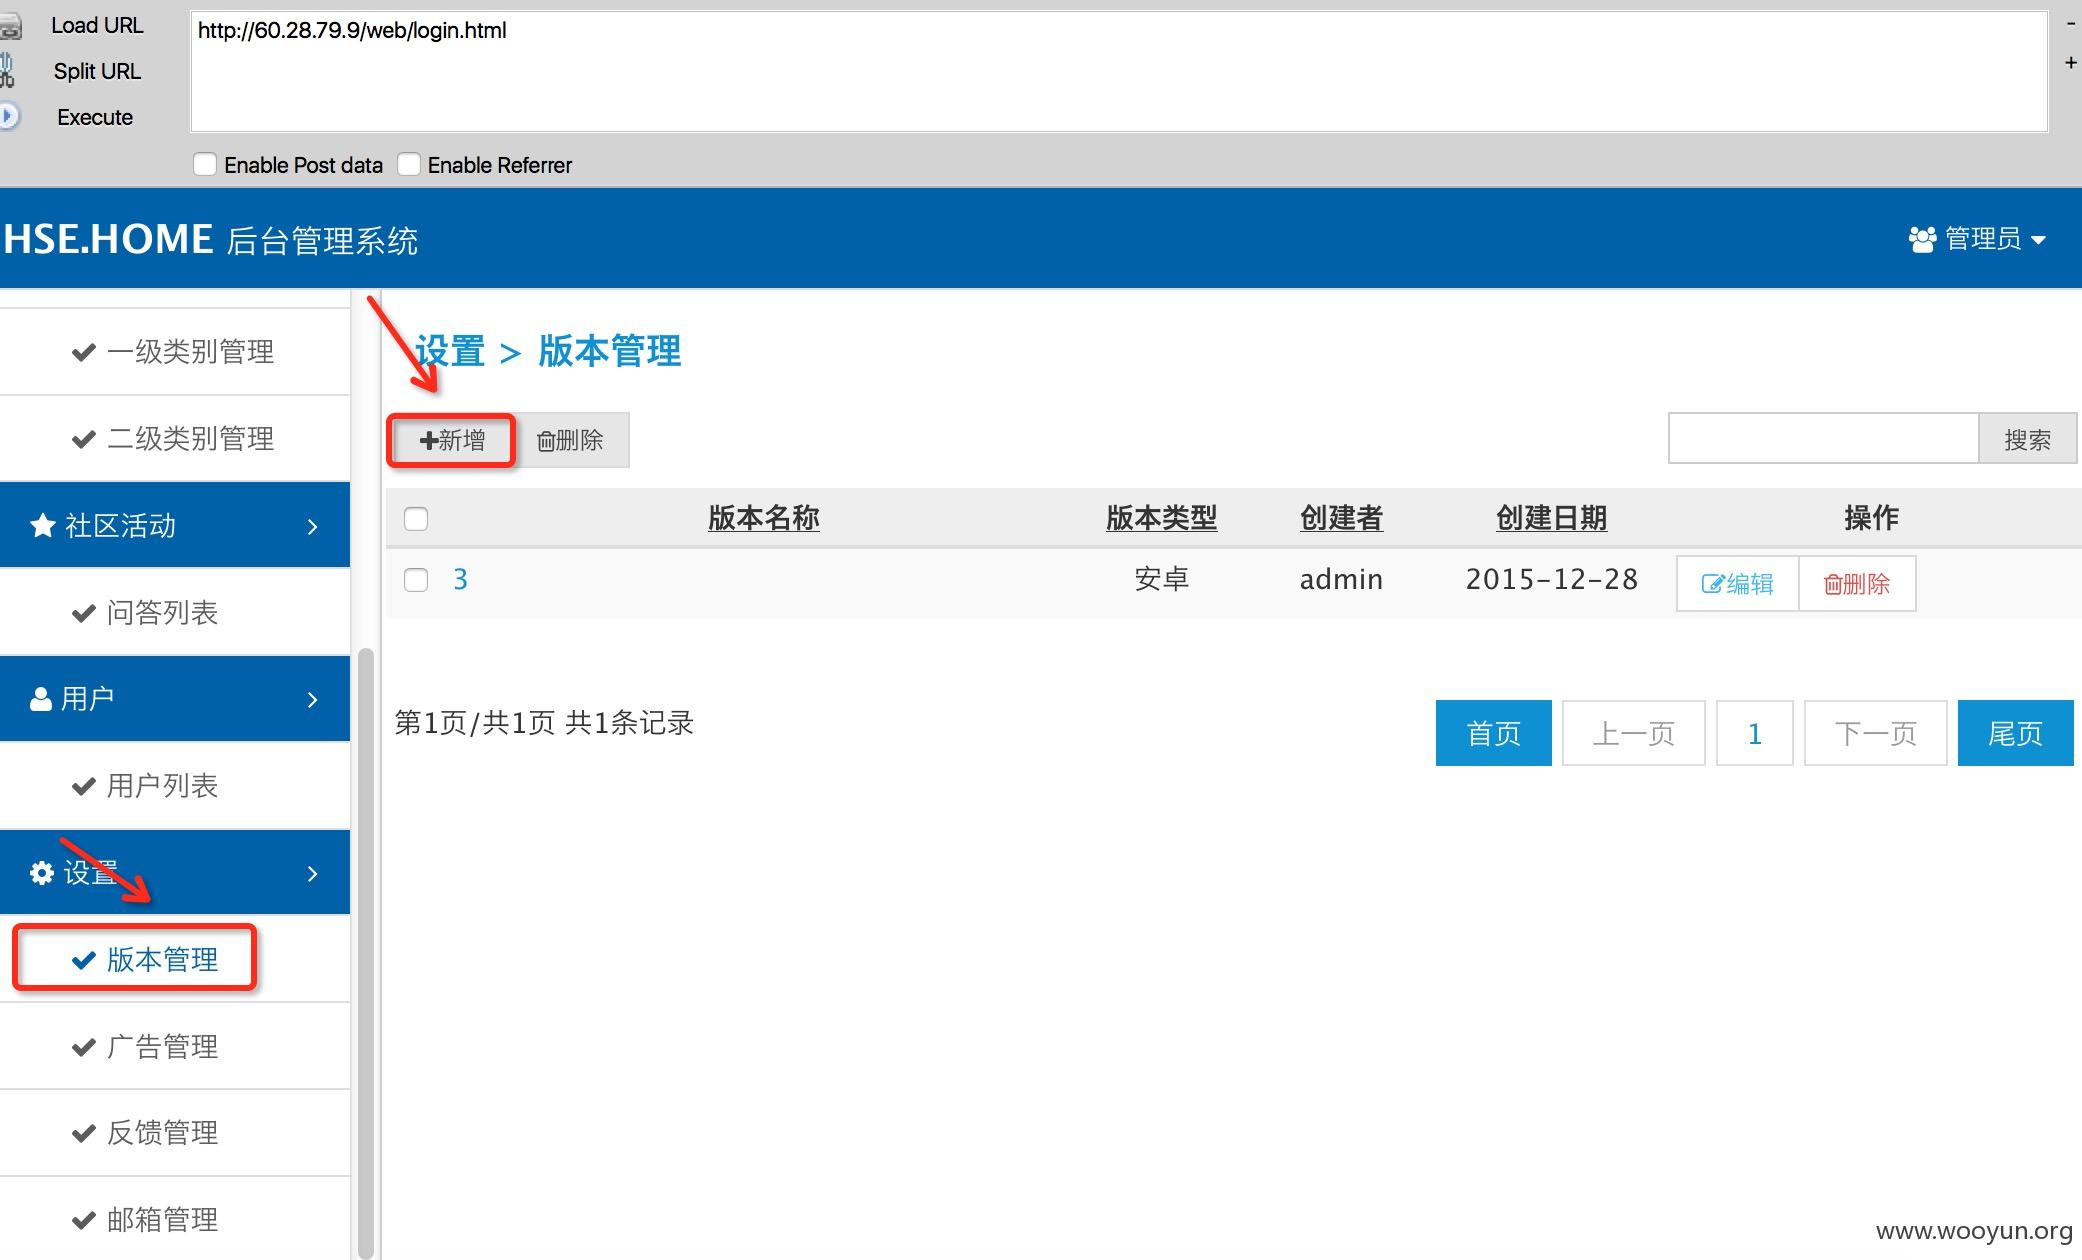 Load URL
http://60.28.79.9/web/login.html
Split URL
Execute
Enable Post data
Enable Referrer
HSE.HOME 后台管理系统
管理员
一级类别管理
二级类别管理
社区活动
问答列表
用户
用户列表
设置
版本管理
广告管理
反馈管理
邮箱管理
设置 > 版本管理
新增
删除
搜索
版本名称 版本类型 创建者 创建日期 操作
3 安卓 admin 2015-12-28 编辑 删除
第1页/共1页 共1条记录
首页 上一页 1 下一页 尾页
www.wooyun.org